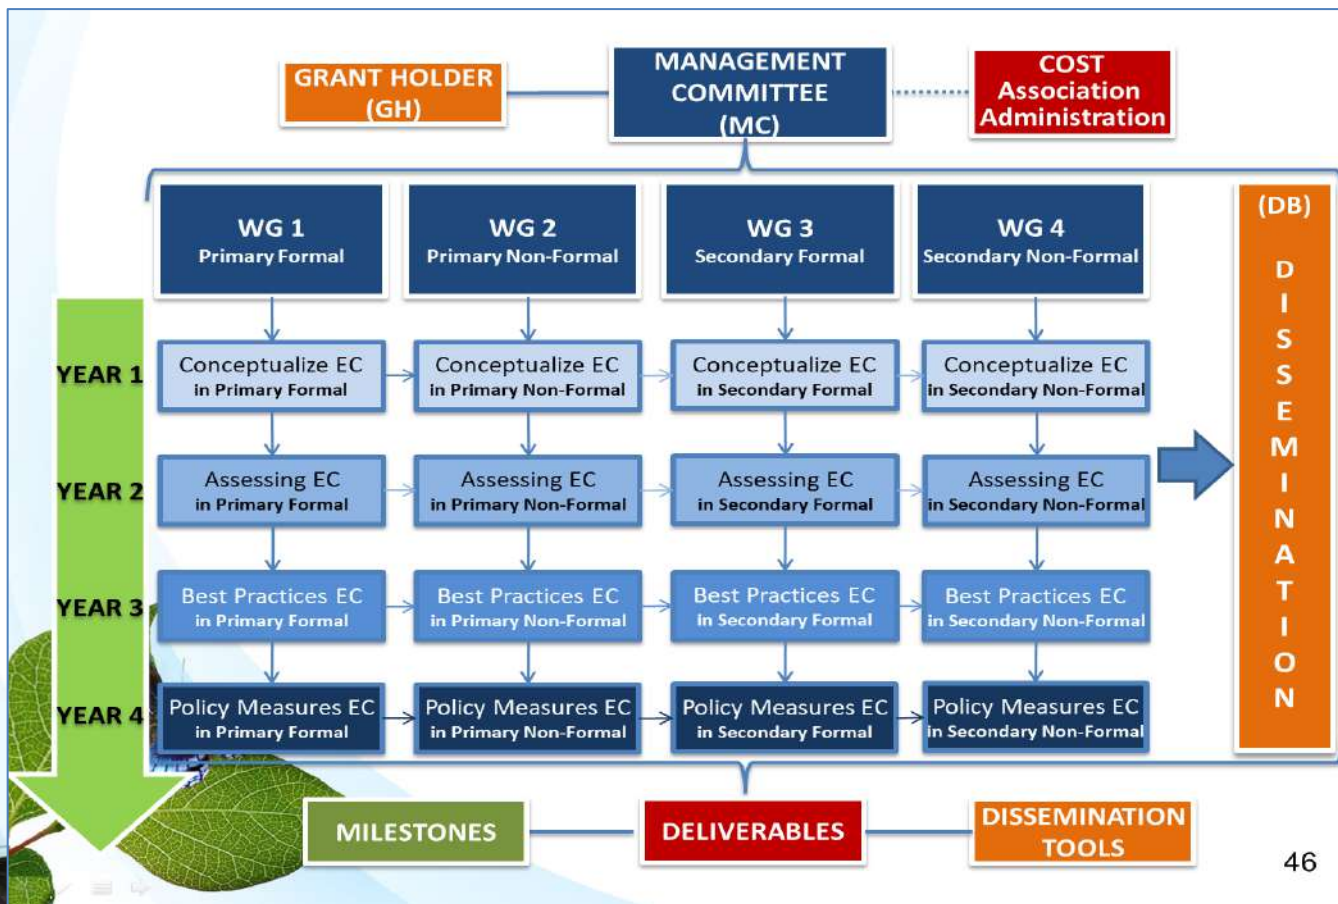 GRANT HOLDER
(GH)
MANAGEMENT
COMMITTEE
(MC)
COST
Association
Administration
WG 1
Primary Formal
WG 2
Primary Non-Formal
WG 3
Secondary Formal
WG 4
Secondary Non-Formal
(DB)
DISSEMINATION
YEAR 1
Conceptualize EC
in Primary Formal
Conceptualize EC
in Primary Non-Formal
Conceptualize EC
in Secondary Formal
Conceptualize EC
in Secondary Non-Formal
YEAR 2
Assessing EC
in Primary Formal
Assessing EC
in Primary Non-Formal
Assessing EC
in Secondary Formal
Assessing EC
in Secondary Non-Formal
YEAR 3
Best Practices EC
in Primary Formal
Best Practices EC
in Primary Non-Formal
Best Practices EC
in Secondary Formal
Best Practices EC
in Secondary Non-Formal
YEAR 4
Policy Measures EC
in Primary Formal
Policy Measures EC
in Primary Non-Formal
Policy Measures EC
in Secondary Formal
Policy Measures EC
in Secondary Non-Formal
MILESTONES
DELIVERABLES
DISSEMINATION
TOOLS
46